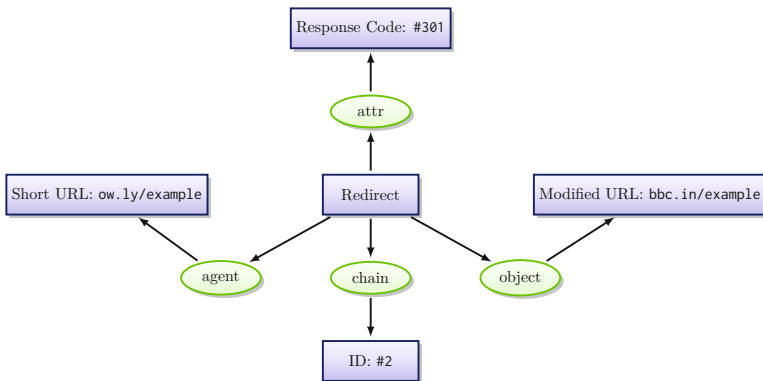 Response Code: #301
attr
Short URL: ow.ly/example
Redirect
Modified URL: bbc.in/example
agent
chain
object
ID: #2